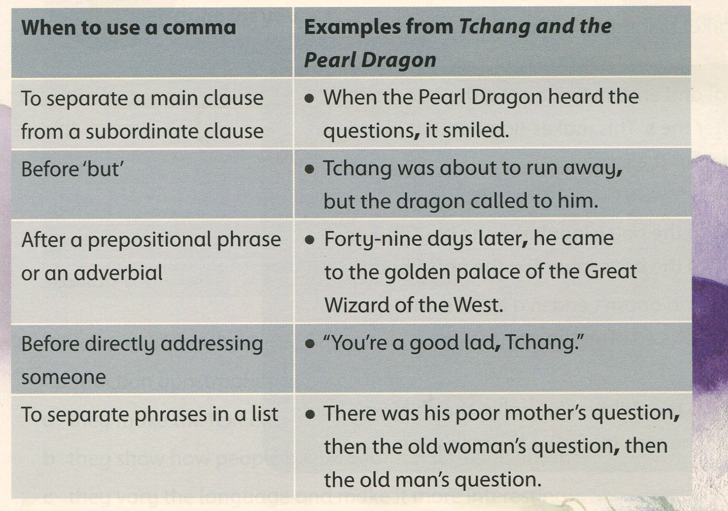 When to use a comma
Examples from Tchang and the
Pearl Dragon
To separate a main clause
from a subordinate clause
• When the Pearl Dragon heard the
questions, it smiled.
Before 'but'
• Tchang was about to run away,
but the dragon called to him.
After a prepositional phrase
or an adverbial
• Forty-nine days later, he came
to the golden palace of the Great
Wizard of the West.
Before directly addressing
someone
• "You're a good lad, Tchang."
To separate phrases in a list
• There was his poor mother's question,
then the old woman's question, then
the old man's question.